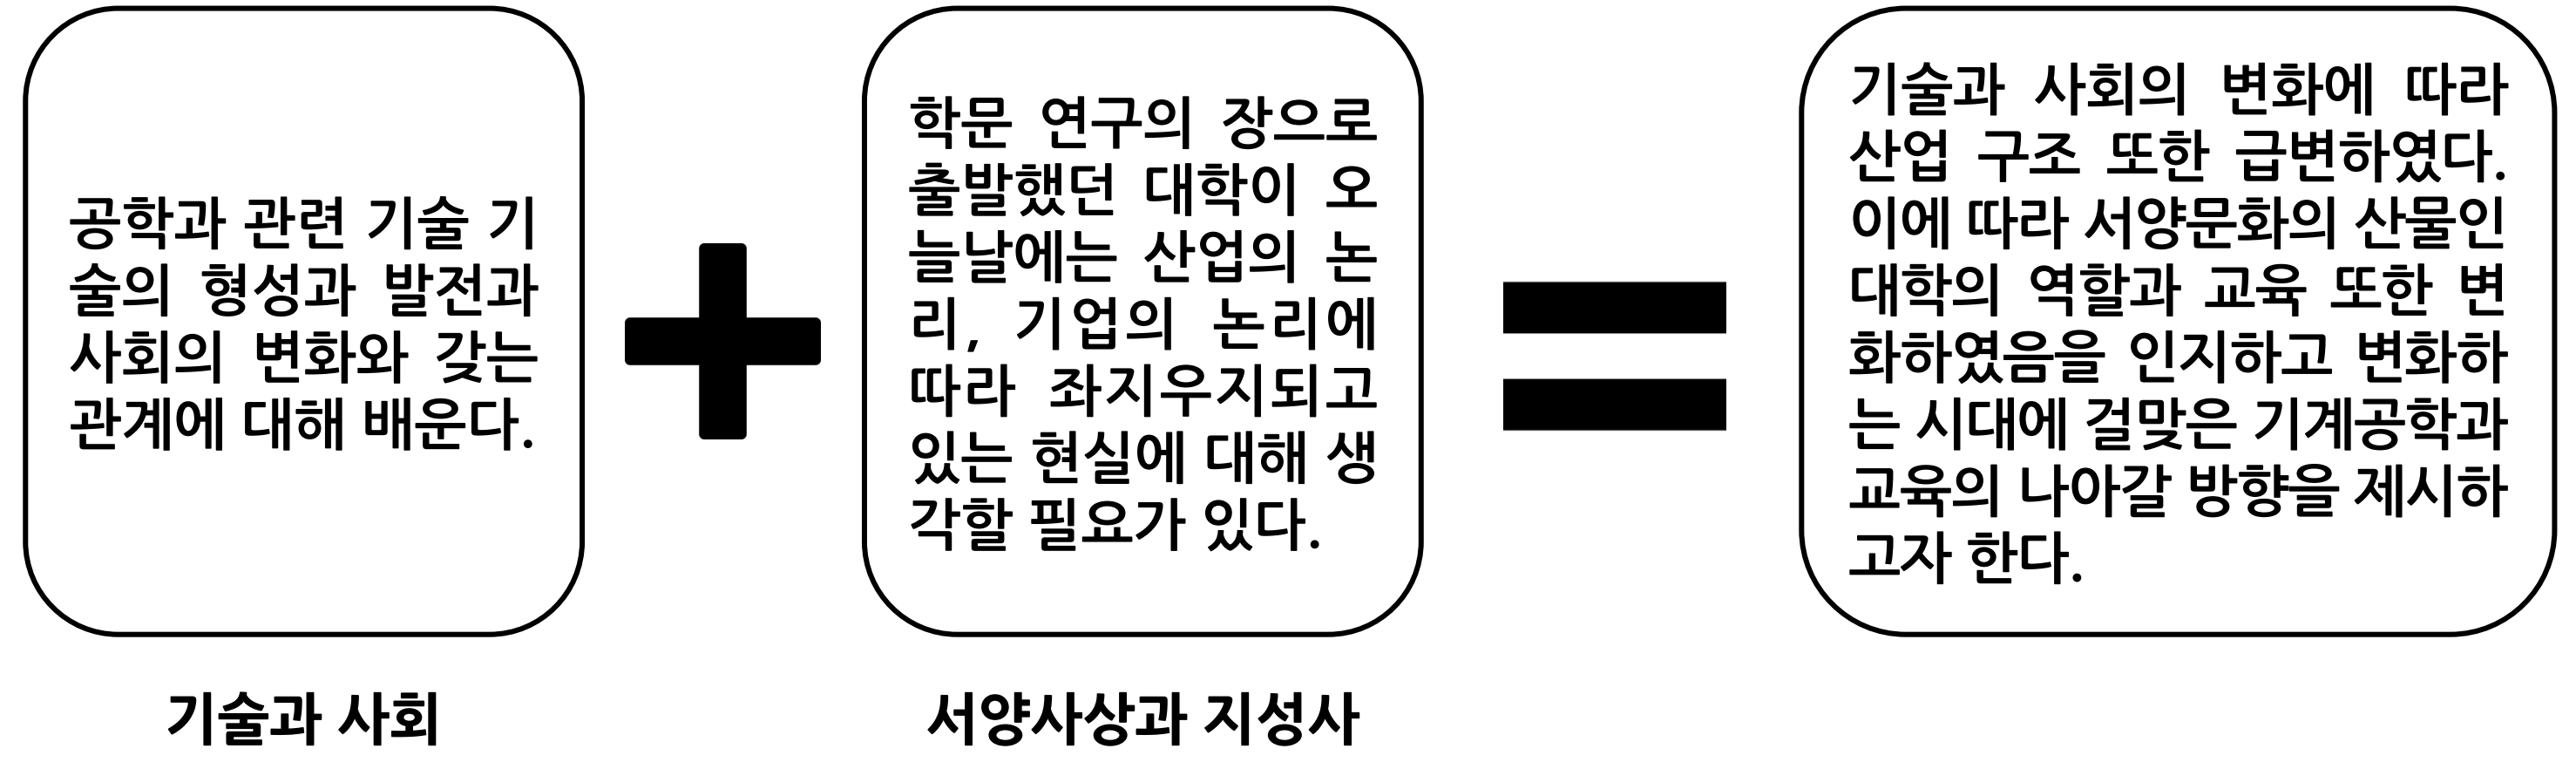 공학과 관련 기술 기
술의 형성과 발전과
사회의 변화와 갖는
관계에 대해 배운다.
기술과 사회
+
학문 연구의 장으로
출발했던 대학이 오
늘날에는 산업의 논
리, 기업의 논리에
따라 좌지우지되고
있는 현실에 대해 생
각할 필요가 있다.
서양사상과 지성사
=
기술과 사회의 변화에 따라
산업 구조 또한 급변하였다.
이에 따라 서양문화의 산물인
대학의 역할과 교육 또한 변
화하였음을 인지하고 변화하
는 시대에 걸맞은 기계공학과
교육의 나아갈 방향을 제시하
고자 한다.